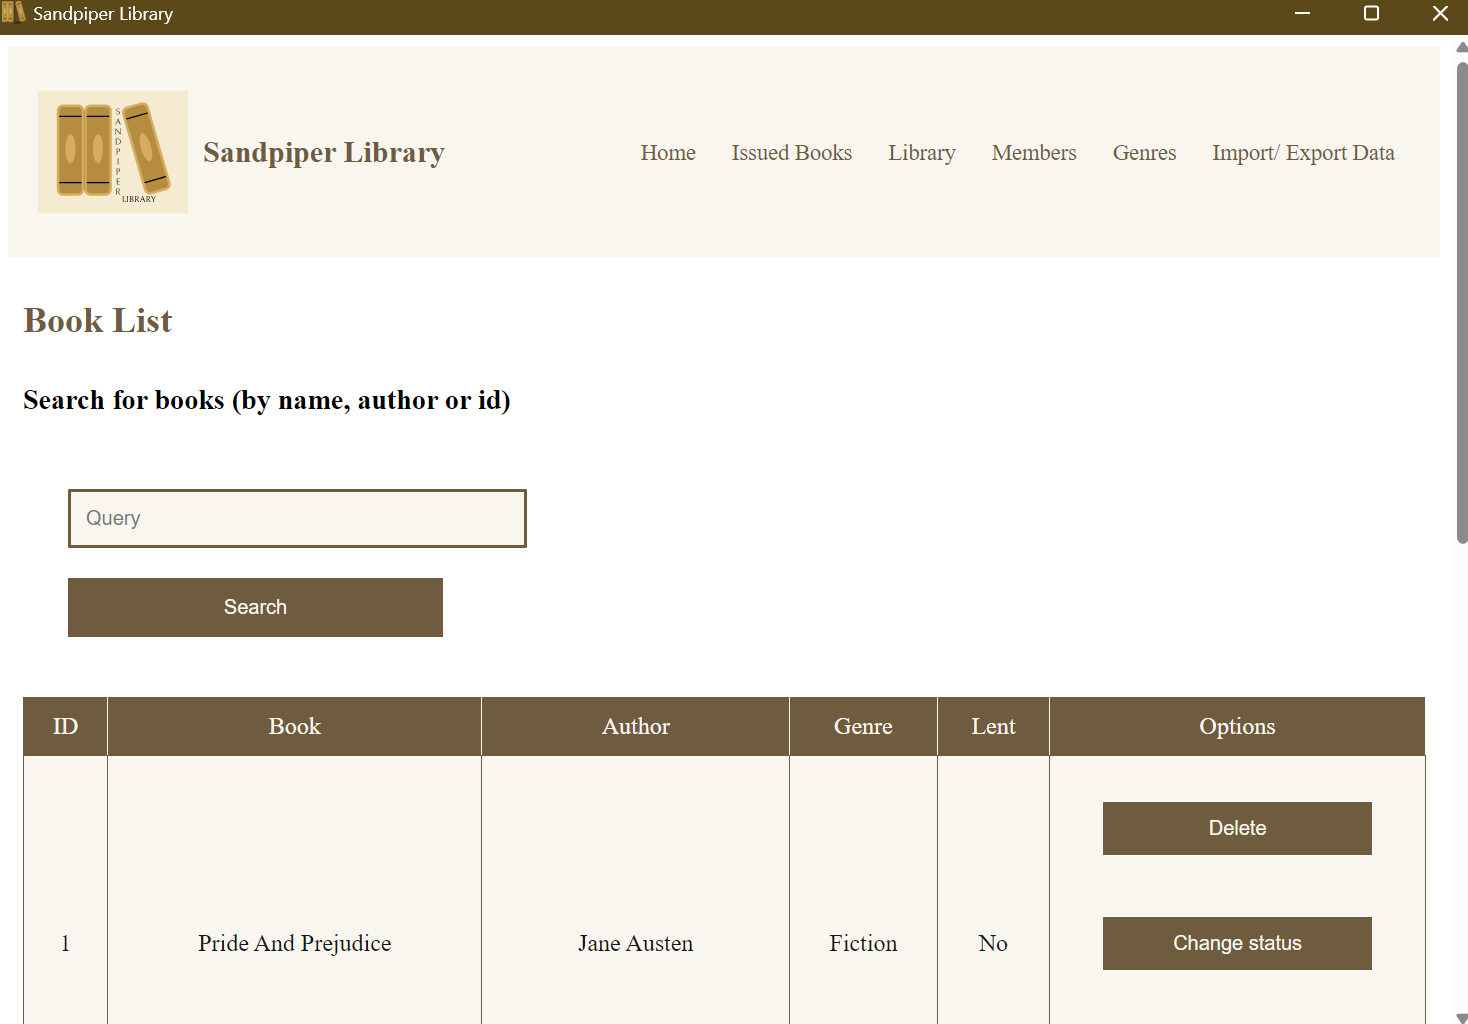 Sandpiper Library
SANDPIPER
LIBRARY
Sandpiper Library
Home Issued Books Library Members Genres Import/ Export Data
Book List
Search for books (by name, author or id)
Query
Search
ID Book Author Genre Lent Options
Delete
1 Pride And Prejudice Jane Austen Fiction No Change status